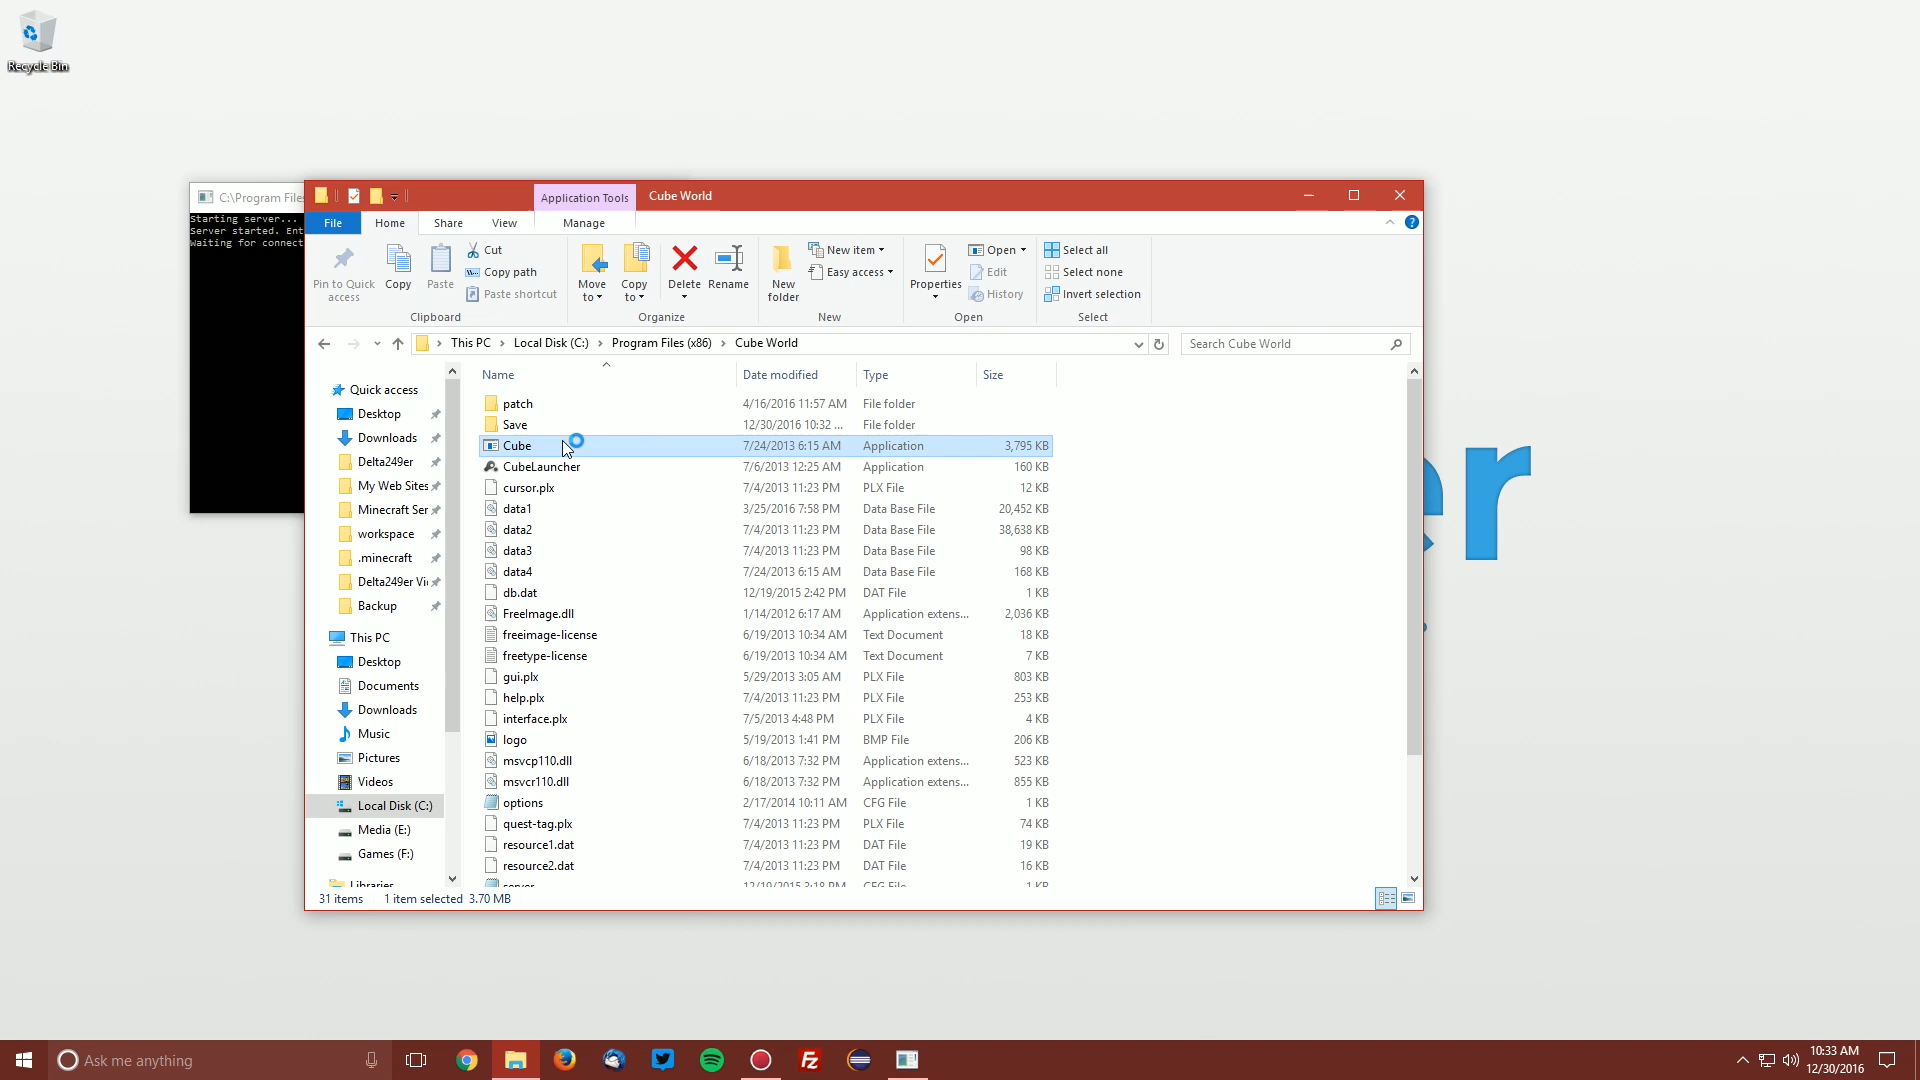 Recycle Bin
C:\Program Files
Starting server...
Server started. Ent
Waiting for connect
Application Tools
Cube World
File
Home
Share
View
Manage
Pin to Quick access
Copy
Paste
Cut
Copy path
Paste shortcut
Clipboard
Move to
Copy to
Delete
Rename
Organize
New folder
New item
Easy access
New
Properties
Open
Edit
History
Open
Select all
Select none
Invert selection
Select
This PC
Local Disk (C:)
Program Files (x86)
Cube World
Search Cube World
Quick access
Desktop
Downloads
Delta249er
My Web Sites
Minecraft Ser
workspace
.minecraft
Delta249er Vi
Backup
This PC
Desktop
Documents
Downloads
Music
Pictures
Videos
Local Disk (C:)
Media (E:)
Games (F:)
Libraries
Name Date modified Type Size
patch 4/16/2016 11:57 AM File folder
Save 12/30/2016 10:32 ... File folder
Cube 7/24/2013 6:15 AM Application 3,795 KB
CubeLauncher 7/6/2013 12:25 AM Application 160 KB
cursor.plx 7/4/2013 11:23 PM PLX File 12 KB
data1 3/25/2016 7:58 PM Data Base File 20,452 KB
data2 7/4/2013 11:23 PM Data Base File 38,638 KB
data3 7/4/2013 11:23 PM Data Base File 98 KB
data4 7/24/2013 6:15 AM Data Base File 168 KB
db.dat 12/19/2015 2:42 PM DAT File 1 KB
FreeImage.dll 1/14/2012 6:17 AM Application extens... 2,036 KB
freeimage-license 6/19/2013 10:34 AM Text Document 18 KB
freetype-license 6/19/2013 10:34 AM Text Document 7 KB
gui.plx 5/29/2013 3:05 AM PLX File 803 KB
help.plx 7/4/2013 11:23 PM PLX File 253 KB
interface.plx 7/5/2013 4:48 PM PLX File 4 KB
logo 5/19/2013 1:41 PM BMP File 206 KB
msvcp110.dll 6/18/2013 7:32 PM Application extens... 523 KB
msvcr110.dll 6/18/2013 7:32 PM Application extens... 855 KB
options 2/17/2014 10:11 AM CFG File 1 KB
quest-tag.plx 7/4/2013 11:23 PM PLX File 74 KB
resource1.dat 7/4/2013 11:23 PM DAT File 19 KB
resource2.dat 7/4/2013 11:23 PM DAT File 16 KB
server 12/19/2015 3:18 PM CFG File 1 KB
31 items 1 item selected 3.70 MB
er
Ask me anything
10:33 AM
12/30/2016